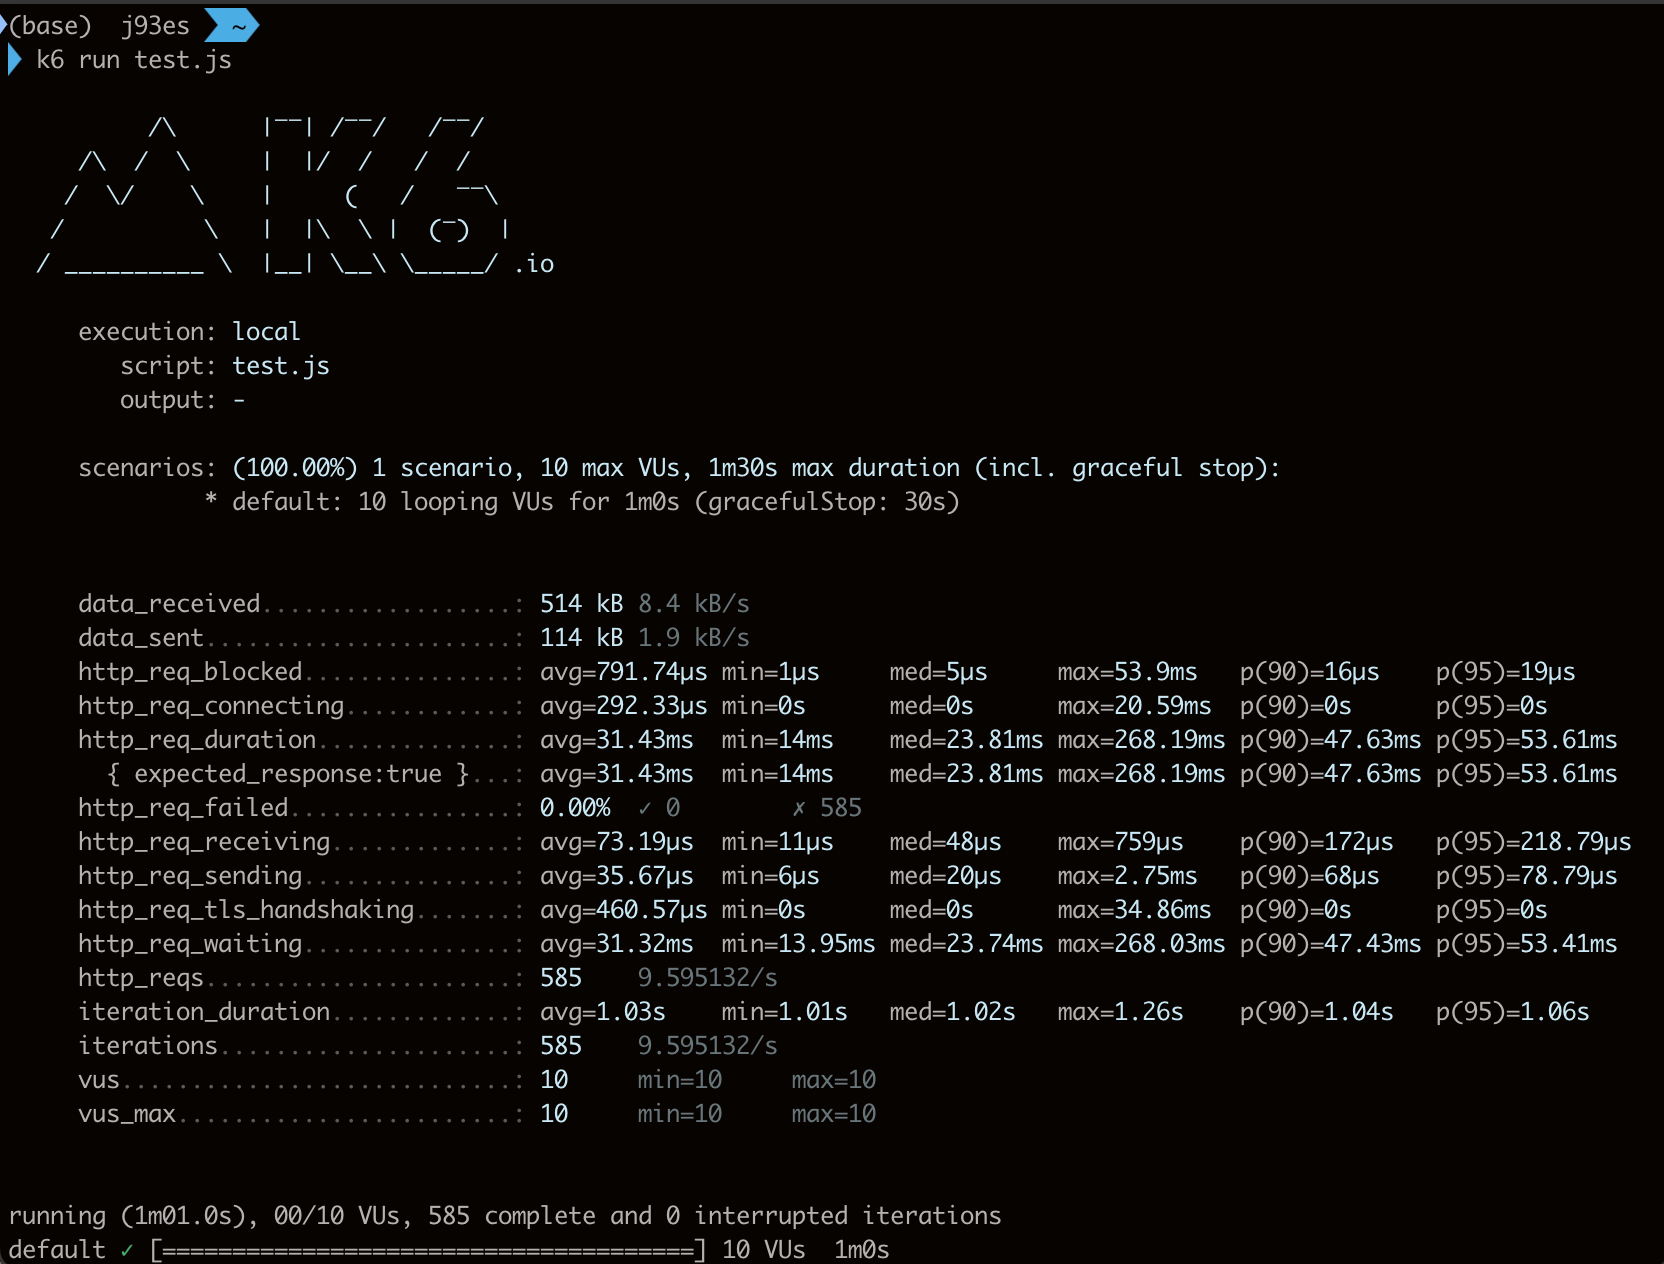 (base) j93es ~
k6 run test.js
          /\      |‾‾| /‾‾/   /‾‾/
     /\  /  \     |  |/  /   /  /
    /  \/    \    |     (   /   ‾‾\
   /          \   |  |\  \ |  (‾)  |
  / __________ \  |__| \__\ \_____/ .io
execution: local
script: test.js
output: -
scenarios: (100.00%) 1 scenario, 10 max VUs, 1m30s max duration (incl. graceful stop):
* default: 10 looping VUs for 1m0s (gracefulStop: 30s)
data_received..................: 514 kB 8.4 kB/s
data_sent......................: 114 kB 1.9 kB/s
http_req_blocked...............: avg=791.74µs min=1µs med=5µs max=53.9ms p(90)=16µs p(95)=19µs
http_req_connecting............: avg=292.33µs min=0s med=0s max=20.59ms p(90)=0s p(95)=0s
http_req_duration..............: avg=31.43ms min=14ms med=23.81ms max=268.19ms p(90)=47.63ms p(95)=53.61ms
{ expected_response:true }...: avg=31.43ms min=14ms med=23.81ms max=268.19ms p(90)=47.63ms p(95)=53.61ms
http_req_failed................: 0.00% ✓ 0 ✗ 585
http_req_receiving.............: avg=73.19µs min=11µs med=48µs max=759µs p(90)=172µs p(95)=218.79µs
http_req_sending...............: avg=35.67µs min=6µs med=20µs max=2.75ms p(90)=68µs p(95)=78.79µs
http_req_tls_handshaking.......: avg=460.57µs min=0s med=0s max=34.86ms p(90)=0s p(95)=0s
http_req_waiting...............: avg=31.32ms min=13.95ms med=23.74ms max=268.03ms p(90)=47.43ms p(95)=53.41ms
http_reqs......................: 585 9.595132/s
iteration_duration.............: avg=1.03s min=1.01s med=1.02s max=1.26s p(90)=1.04s p(95)=1.06s
iterations.....................: 585 9.595132/s
vus............................: 10 min=10 max=10
vus_max........................: 10 min=10 max=10
running (1m01.0s), 00/10 VUs, 585 complete and 0 interrupted iterations
default ✓ [======================================] 10 VUs 1m0s